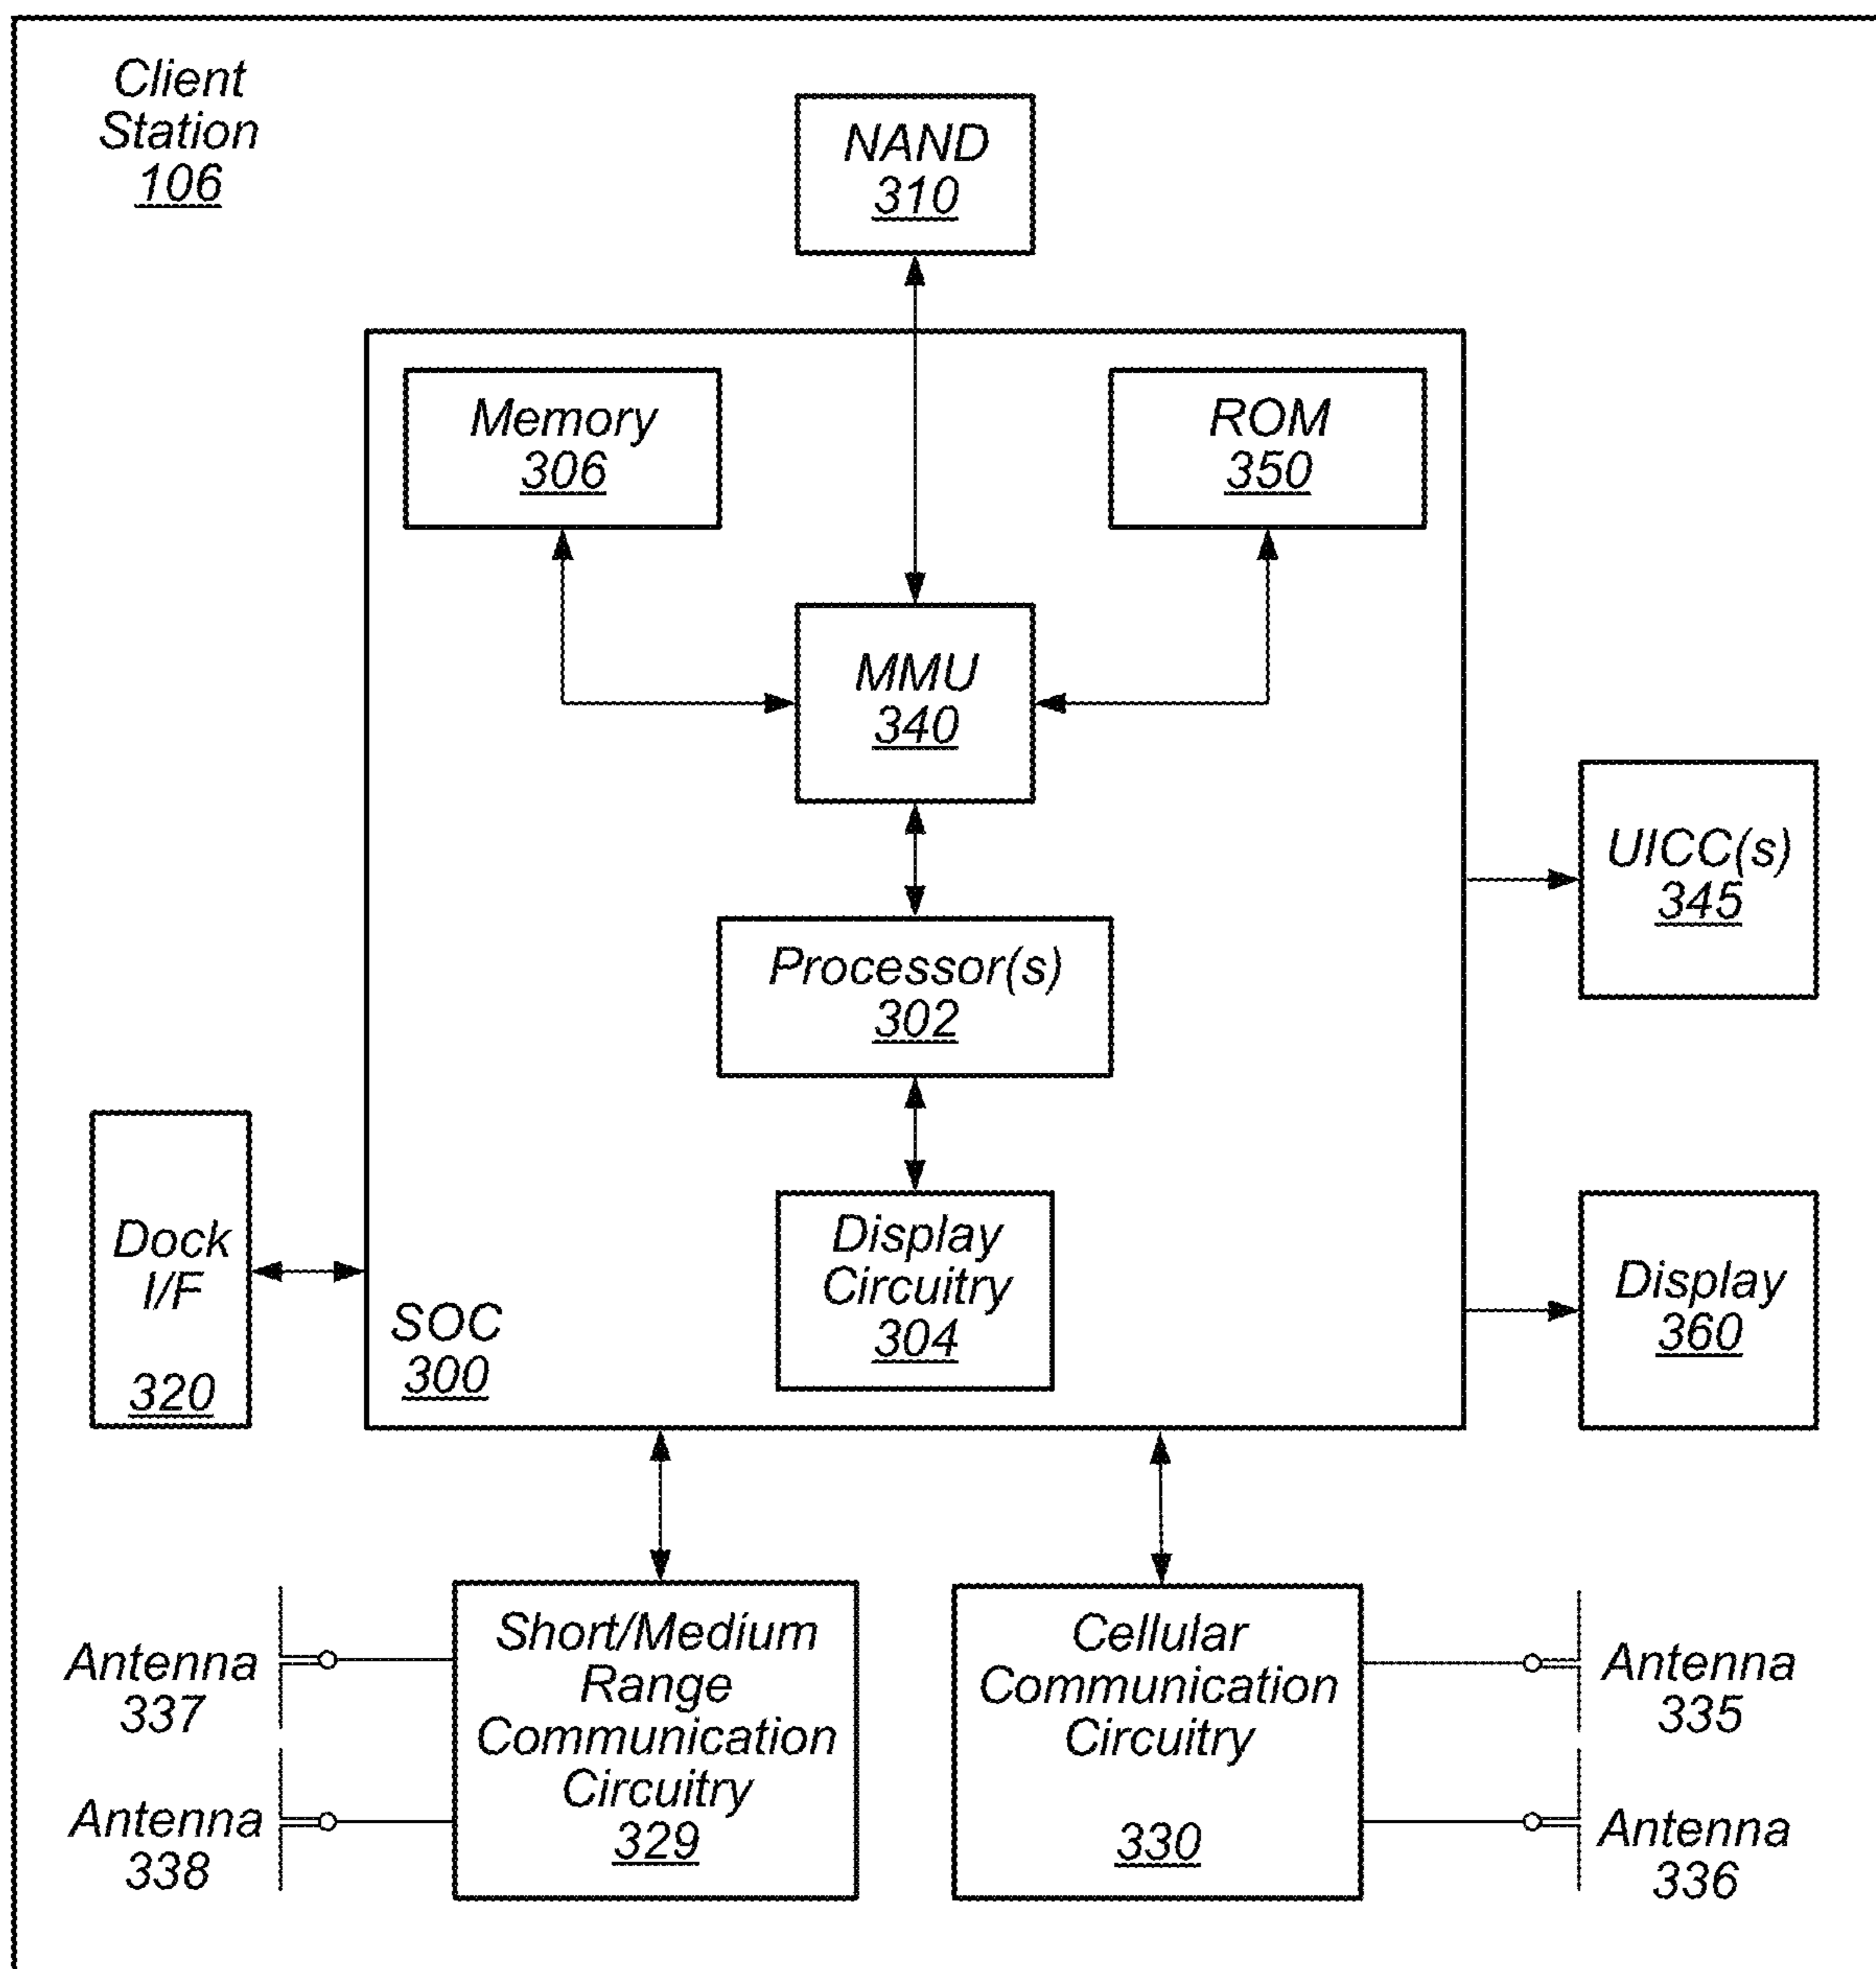 Client
Station
106
NAND
310
Memory
306
ROM
350
MMU
340
UICC(s)
345
Processor(s)
302
Dock
I/F
320
Display
Circuitry
304
SOC
300
Display
360
Antenna
337
Antenna
338
Short/Medium
Range
Communication
Circuitry
329
Cellular
Communication
Circuitry
330
Antenna
335
Antenna
336